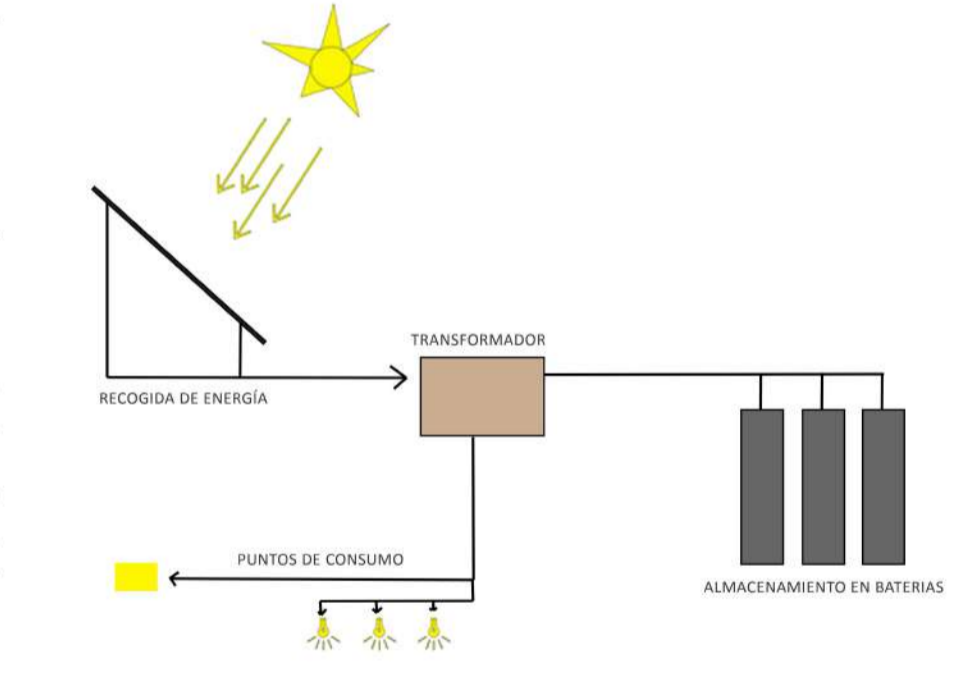 TRANSFORMADOR
RECOGIDA DE ENERGÍA
PUNTOS DE CONSUMO
ALMACENAMIENTO EN BATERIAS